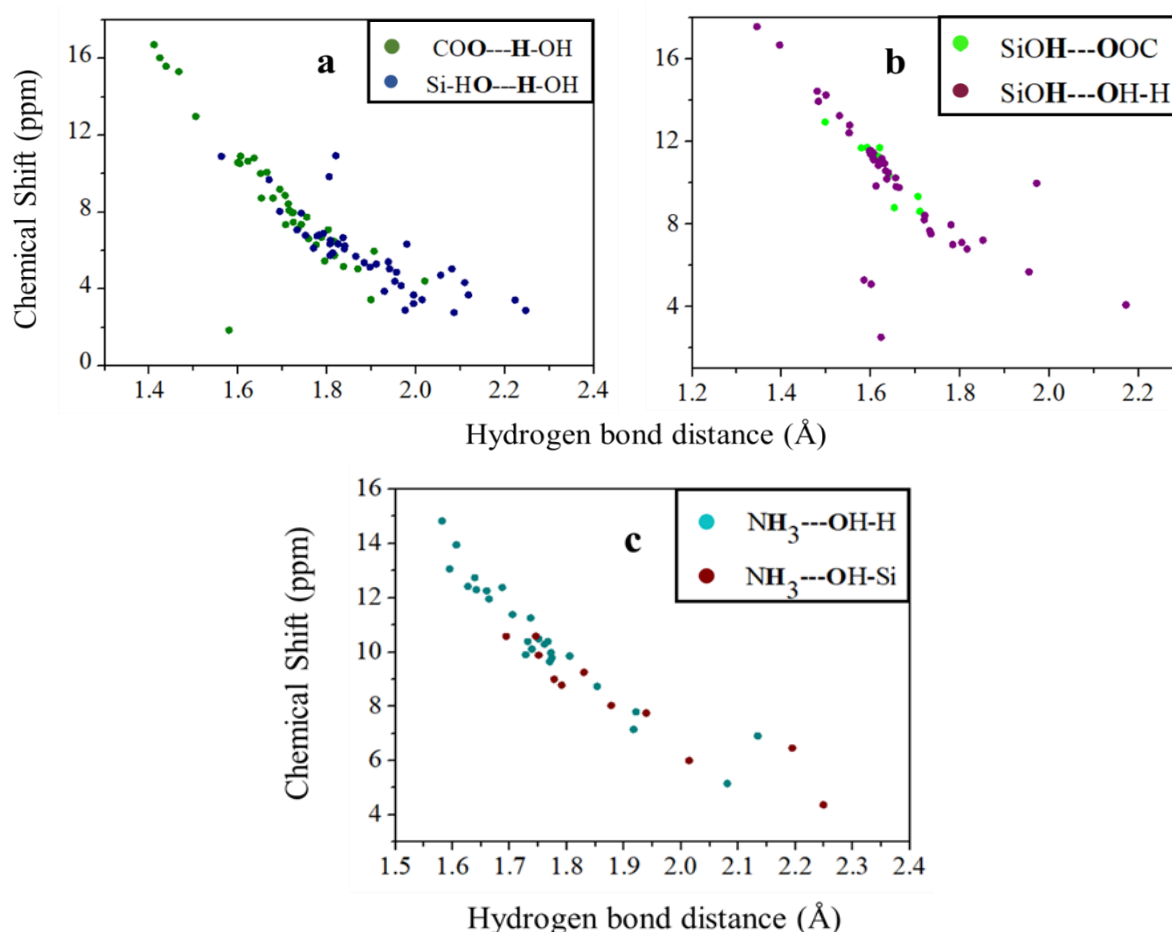 a
COO---H-OH
Si-HO---H-OH
Chemical Shift (ppm)
16
12
8
4
0
1.4 1.6 1.8 2.0 2.2 2.4
b
SiOH---OOC
SiOH---OH-H
16
12
8
4
1.2 1.4 1.6 1.8 2.0 2.2
Hydrogen bond distance (Å)
c
NH3---OH-H
NH3---OH-Si
Chemical Shift (ppm)
16
14
12
10
8
6
4
1.5 1.6 1.7 1.8 1.9 2.0 2.1 2.2 2.3 2.4
Hydrogen bond distance (Å)